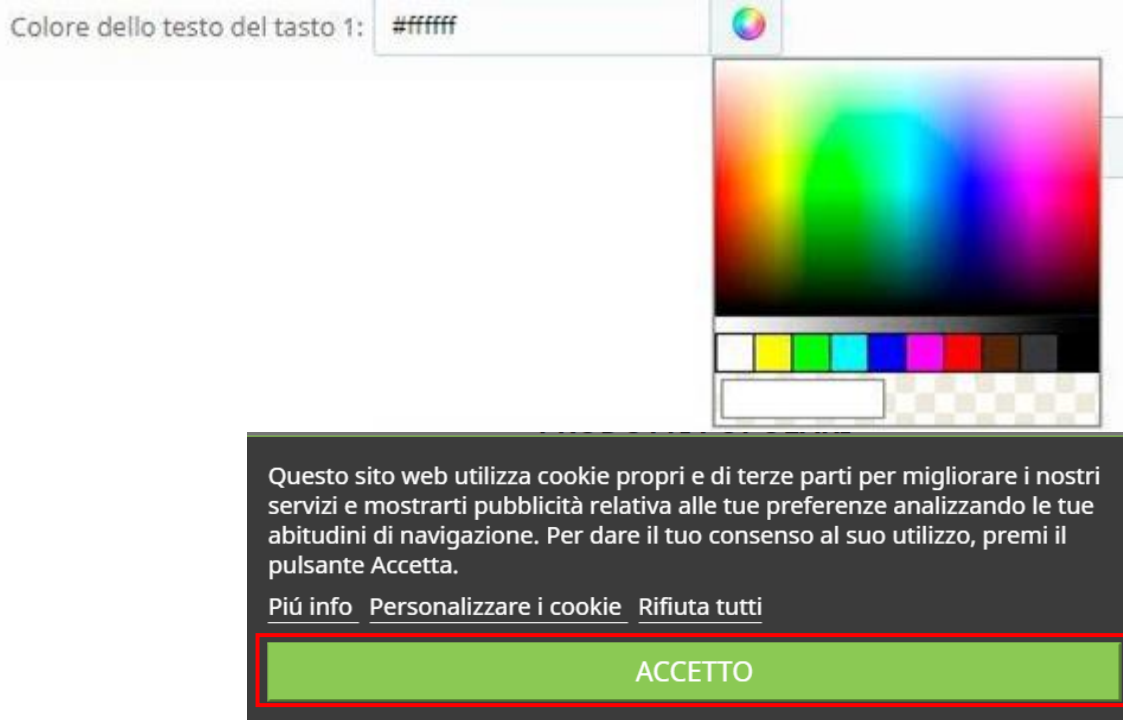 Colore dello testo del tasto 1: #ffffff
Questo sito web utilizza cookie propri e di terze parti per migliorare i nostri
servizi e mostrarti pubblicità relativa alle tue preferenze analizzando le tue
abitudini di navigazione. Per dare il tuo consenso al suo utilizzo, premi il
pulsante Accetta.
Piú info Personalizzare i cookie Rifiuta tutti
ACCETTO